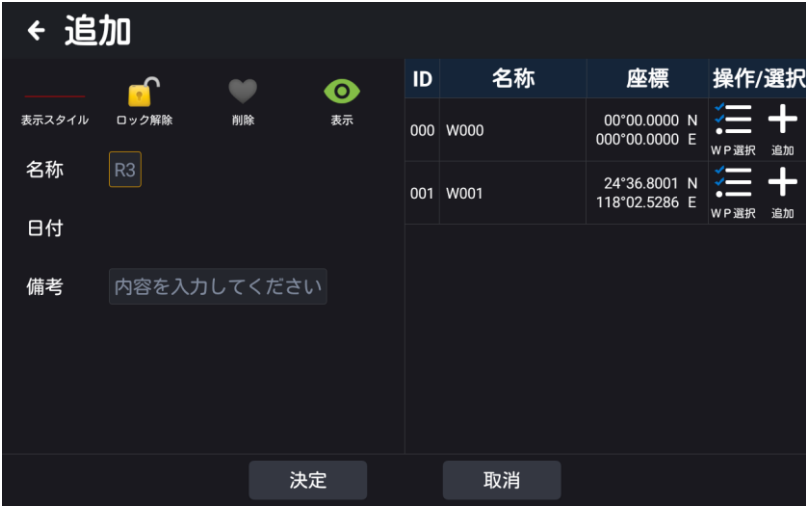 追加
表示スタイル ロック解除 削除 表示
名称 R3
日付
備考 内容を入力してください
ID 名称 座標 操作/選択
000 W000 00°00.0000 N
000°00.0000 E
WP選択 追加
001 W001 24°36.8001 N
118°02.5286 E
WP選択 追加
決定 取消